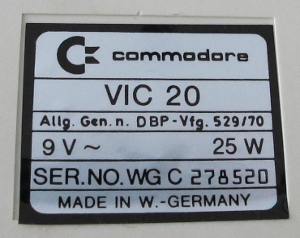 commodore
VIC 20
Allg. Gen. n. DBP-Vfg. 529/70
9 V ~ 25 W
SER.NO. WG C 278520
MADE IN W.-GERMANY